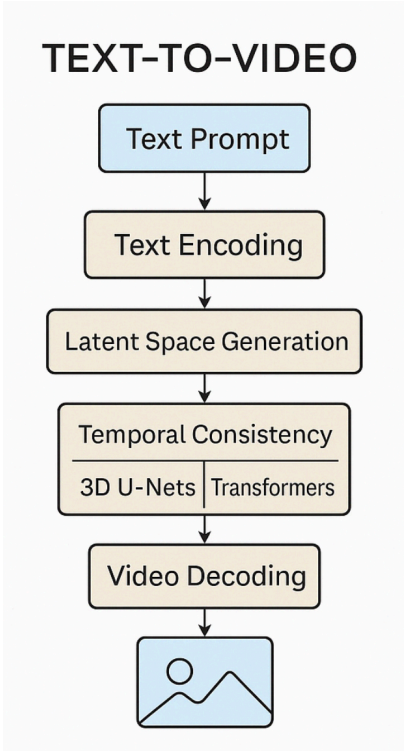 TEXT-TO-VIDEO
Text Prompt
Text Encoding
Latent Space Generation
Temporal Consistency
3D U-Nets
Transformers
Video Decoding